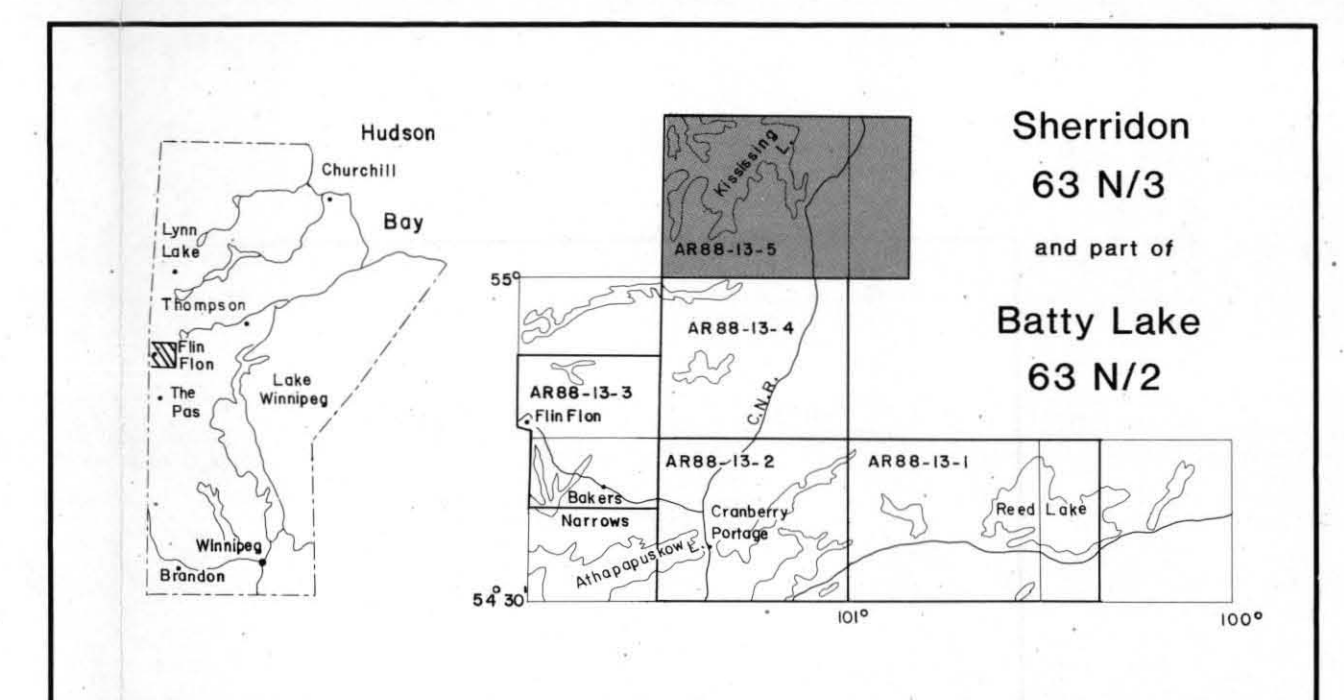 Hudson
Churchill
Bay
Lynn
Lake
Thompson
Flin
Flon
The
Pas
Lake
Winnipeg
Winnipeg
Brandon
Kississing L.
AR88-13-5
55°
AR88-13-4
C.N.R.
AR88-13-3
Flin Flon
AR88-13-2
AR88-13-1
Bakers
Narrows
Cranberry
Portage
Athapapuskow L.
Reed Lake
54° 30'
101°
100°
Sherridon
63 N/3
and part of
Batty Lake
63 N/2